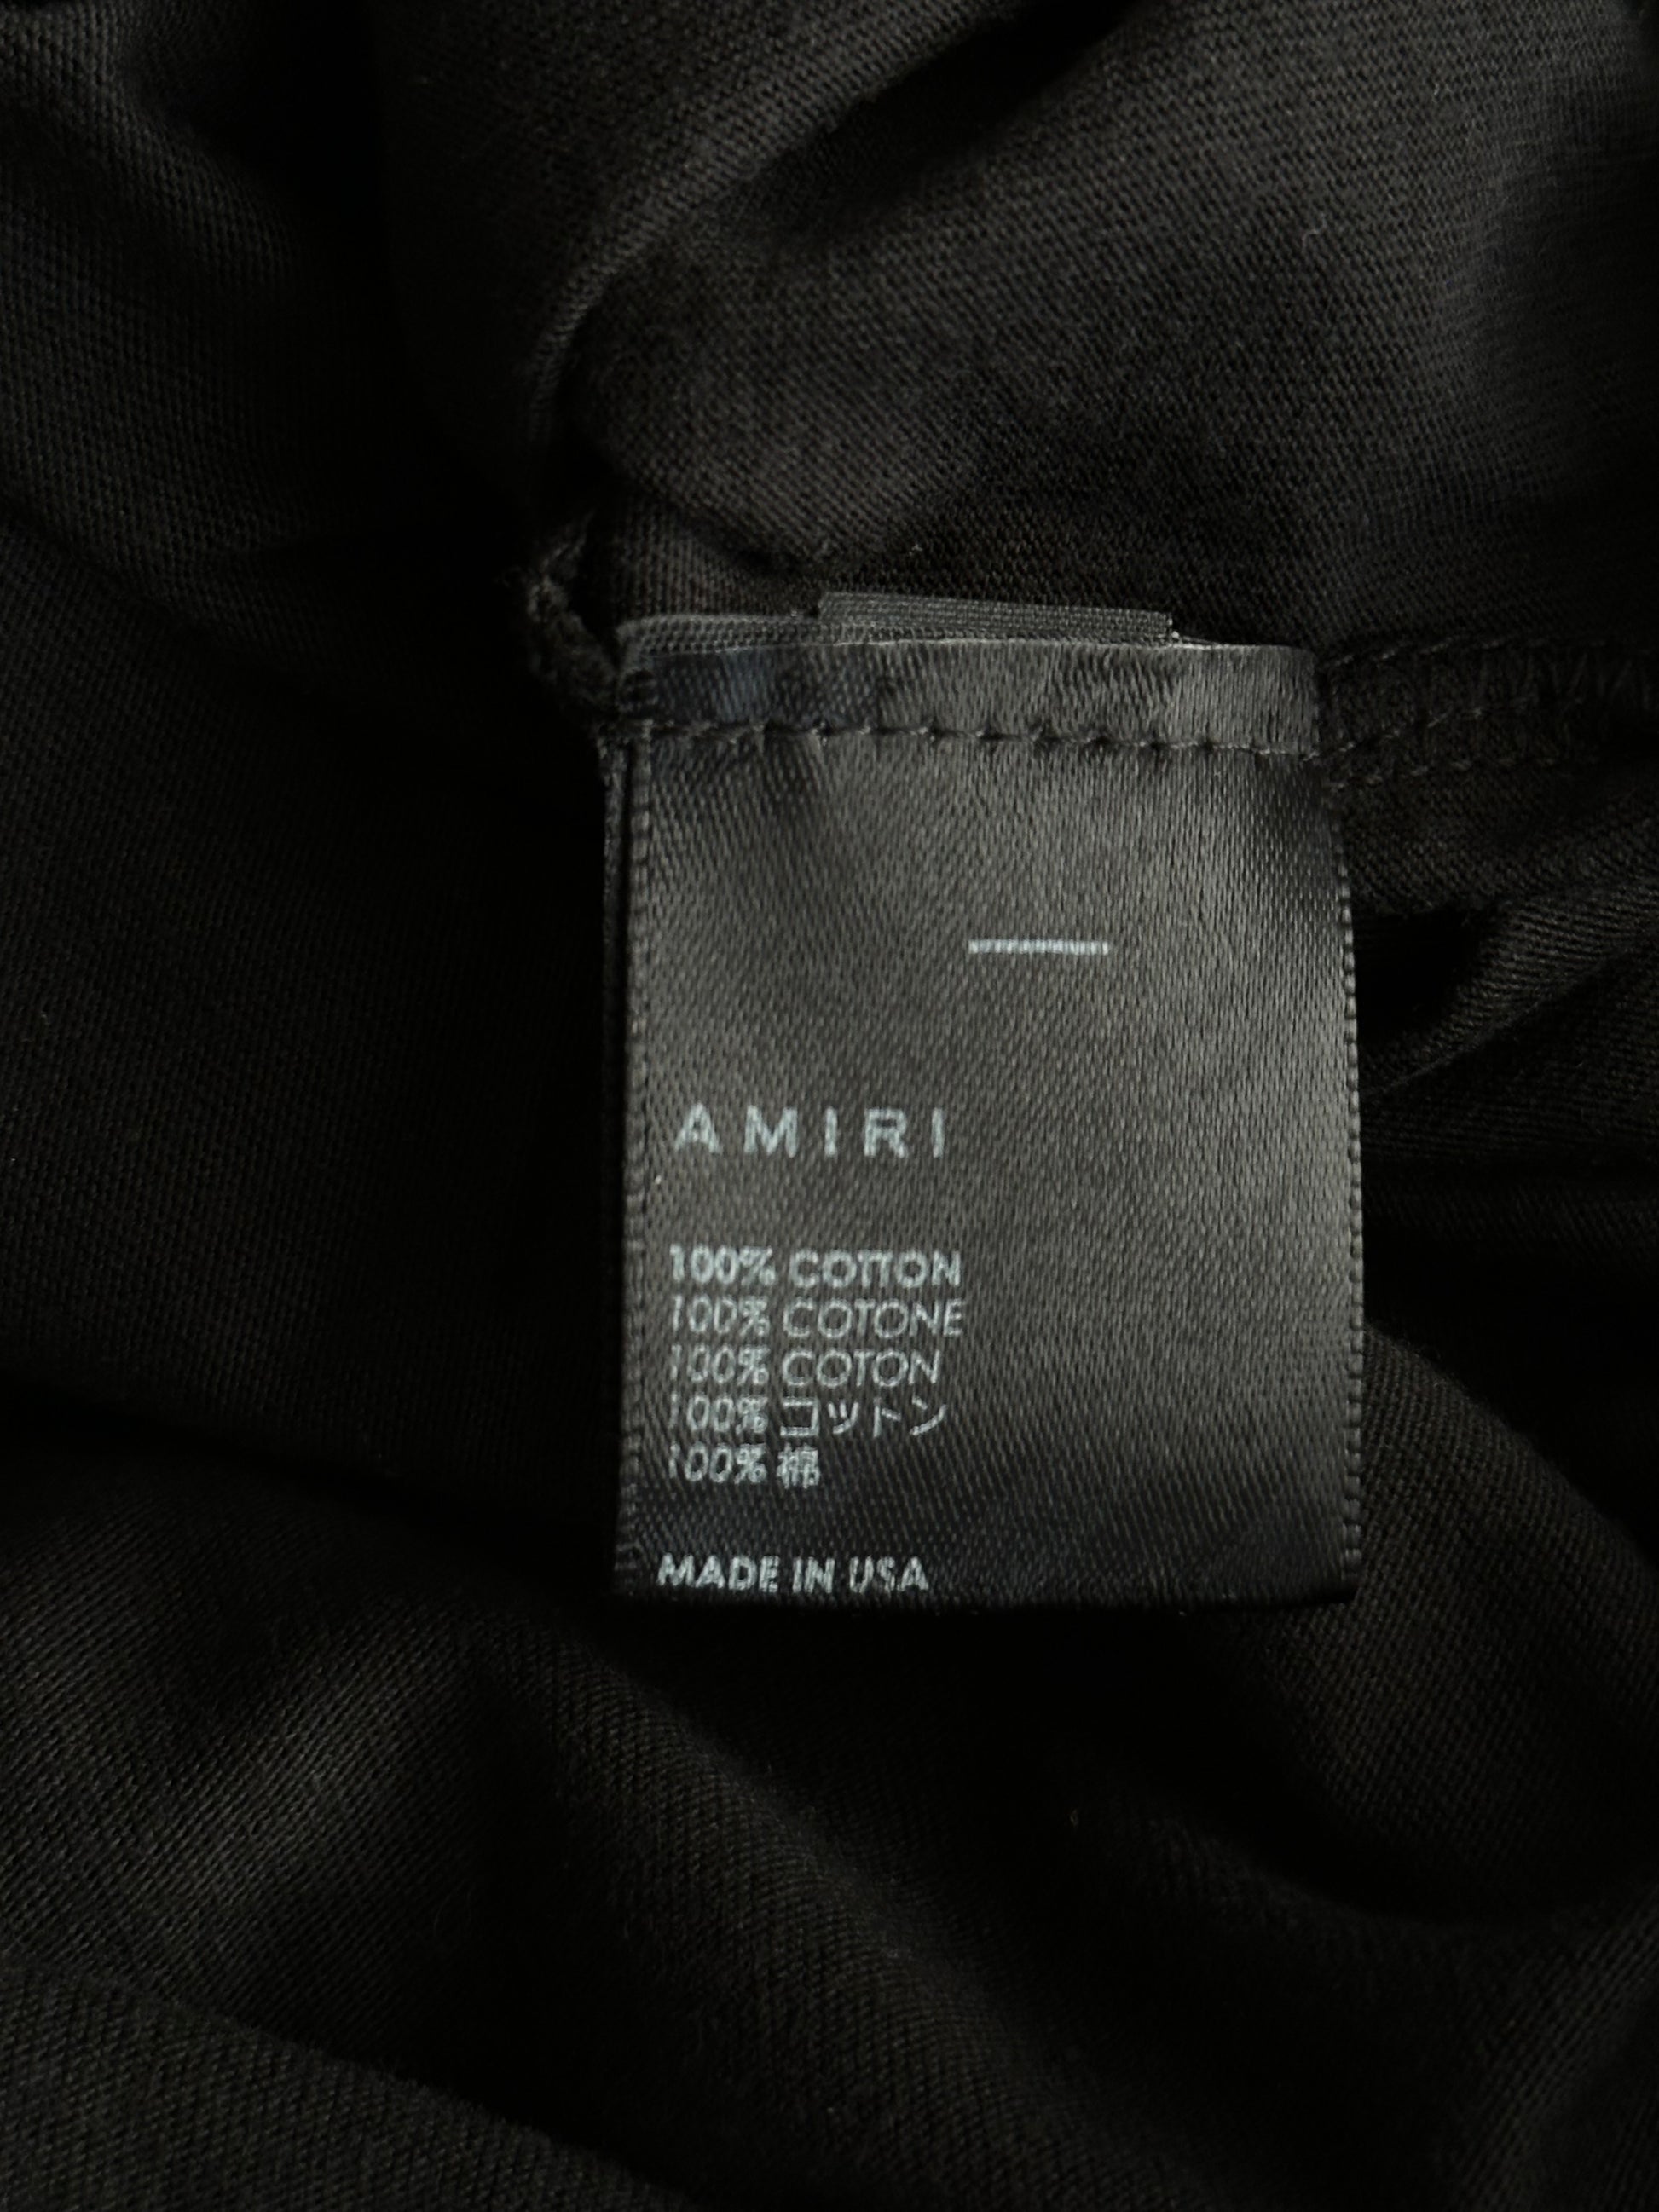 AMIRI
100% COTTON
100% COTONE
100% COTON
100% コットン
100% 棉
MADE IN USA